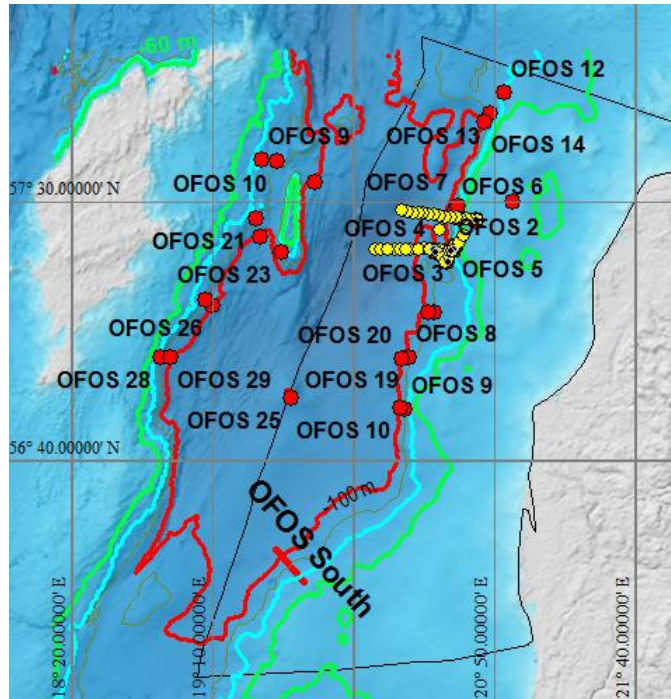 60 m
OFOS 12
OFOS 9
OFOS 13
OFOS 14
57° 30.00000' N
OFOS 10
OFOS 7
OFOS 6
OFOS 21
OFOS 4
OFOS 2
OFOS 23
OFOS 3
OFOS 5
OFOS 26
OFOS 20
OFOS 8
OFOS 28
OFOS 29
OFOS 19
OFOS 9
OFOS 25
OFOS 10
56° 40.00000' N
-100 m
OFOS South
18° 20.00000' E
19° 10.00000' E
20° 50.00000' E
21° 40.00000' E